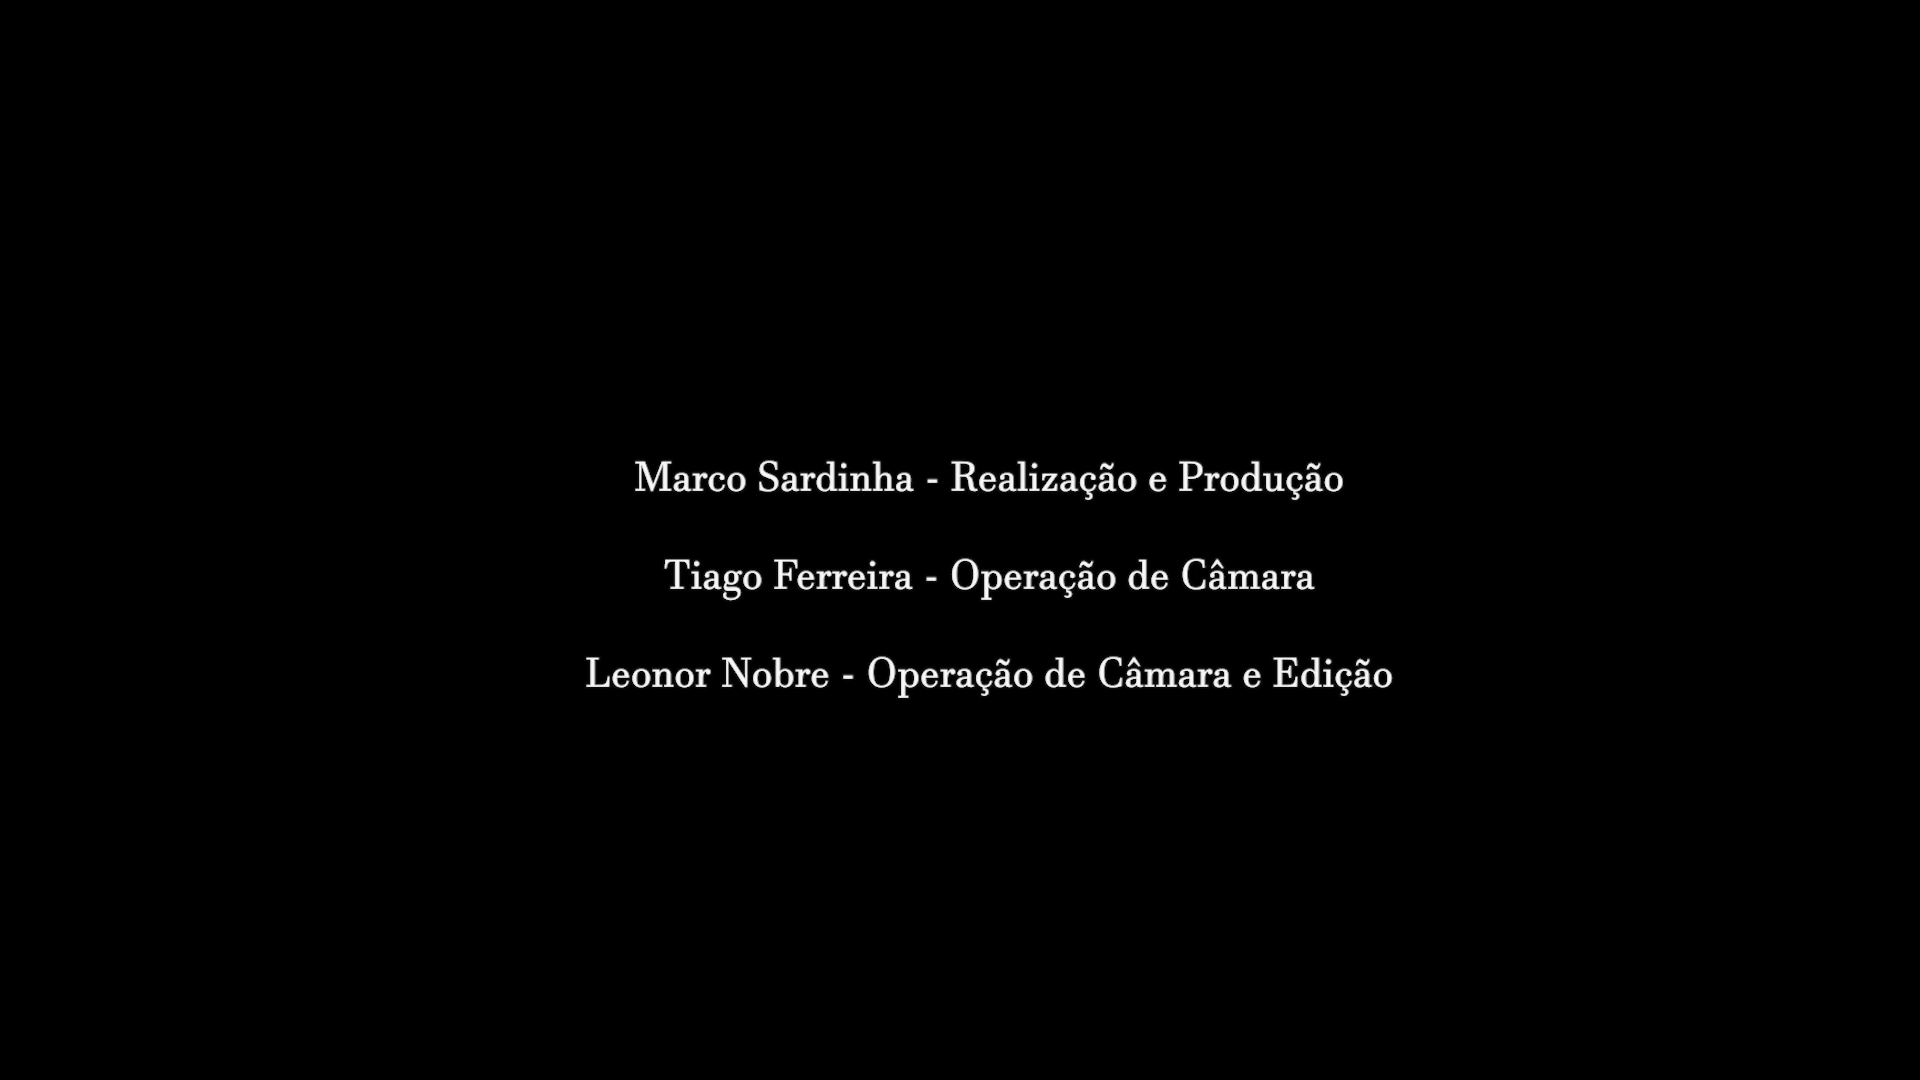 Marco Sardinha - Realização e Produção
Tiago Ferreira - Operação de Câmara
Leonor Nobre - Operação de Câmara e Edição